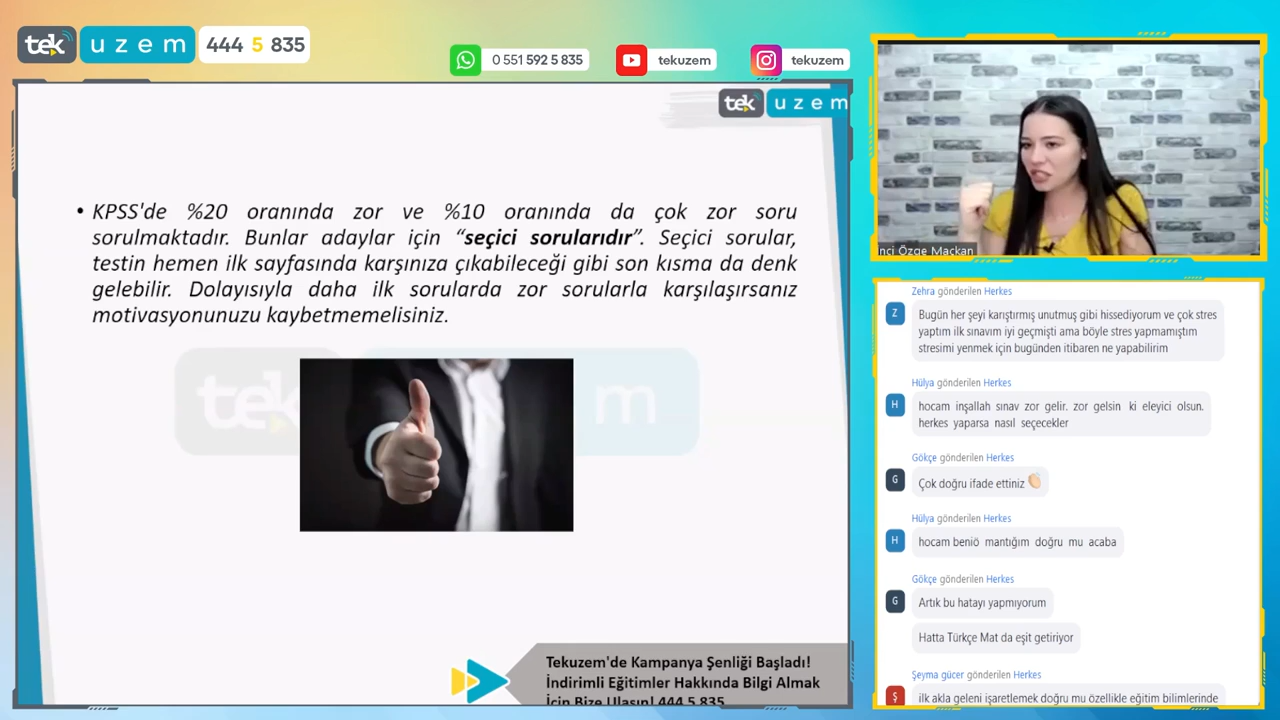 tek uzem 444 5 835
0 551 592 5 835
tekuzem
tekuzem
tek uzem
• KPSS'de %20 oranında zor ve %10 oranında da çok zor soru
sorulmaktadır. Bunlar adaylar için “seçici sorularıdır”. Seçici sorular,
testin hemen ilk sayfasında karşınıza çıkabileceği gibi son kısma da denk
gelebilir. Dolayısıyla daha ilk sorularda zor sorularla karşılaşırsanız
motivasyonunuzu kaybetmemelisiniz.
tek m
Tekuzem'de Kampanya Şenliği Başladı!
İndirimli Eğitimler Hakkında Bilgi Almak
İçin Bize Ulaşın! 444 5 835
nci Özge Maçkan
Zehra gönderilen Herkes
Z
Bugün her şeyi karıştırmış unutmuş gibi hissediyorum ve çok stres
yaptım ilk sınavım iyi geçmişti ama böyle stres yapmamıştım
stresimi yenmek için bugünden itibaren ne yapabilirim
Hülya gönderilen Herkes
H
hocam inşallah sınav zor gelir. zor gelsin ki eleyici olsun.
herkes yaparsa nasıl seçecekler
Gökçe gönderilen Herkes
G
Çok doğru ifade ettiniz
Hülya gönderilen Herkes
H
hocam beniö mantığım doğru mu acaba
Gökçe gönderilen Herkes
G
Artık bu hatayı yapmıyorum
Hatta Türkçe Mat da eşit getiriyor
Şeyma gücer gönderilen Herkes
Ş
ilk akla geleni işaretlemek doğru mu özellikle eğitim bilimlerinde